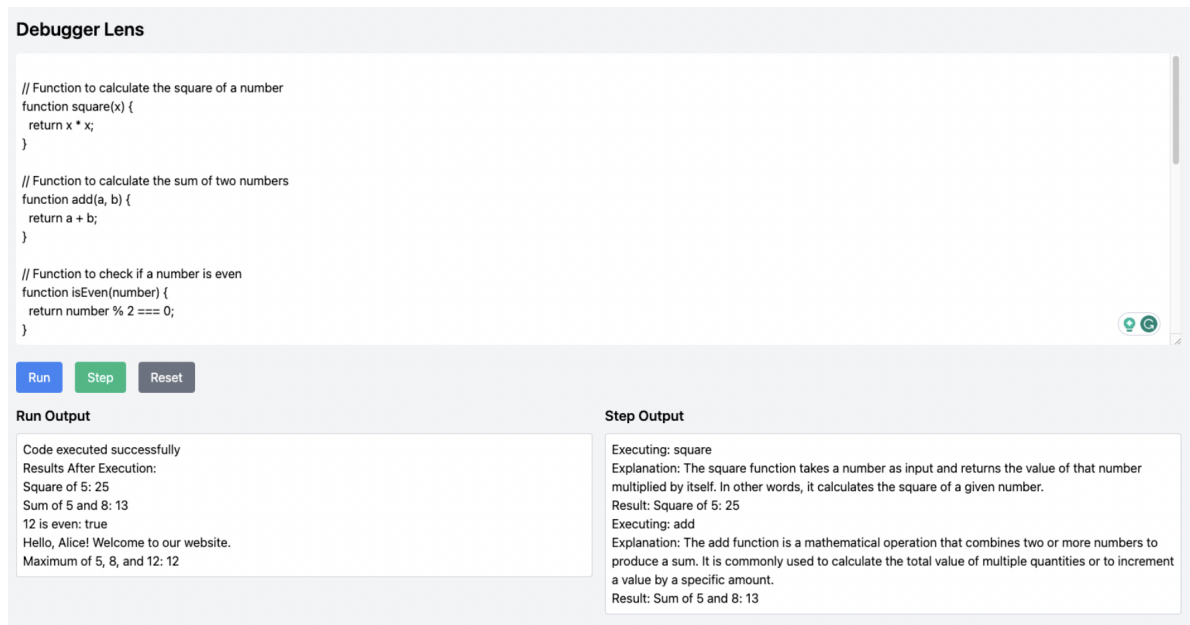 Debugger Lens
// Function to calculate the square of a number
function square(x) {
  return x * x;
}
// Function to calculate the sum of two numbers
function add(a, b) {
  return a + b;
}
// Function to check if a number is even
function isEven(number) {
  return number % 2 === 0;
}
Run Step Reset
Run Output
Code executed successfully
Results After Execution:
Square of 5: 25
Sum of 5 and 8: 13
12 is even: true
Hello, Alice! Welcome to our website.
Maximum of 5, 8, and 12: 12
Step Output
Executing: square
Explanation: The square function takes a number as input and returns the value of that number
multiplied by itself. In other words, it calculates the square of a given number.
Result: Square of 5: 25
Executing: add
Explanation: The add function is a mathematical operation that combines two or more numbers to
produce a sum. It is commonly used to calculate the total value of multiple quantities or to increment
a value by a specific amount.
Result: Sum of 5 and 8: 13